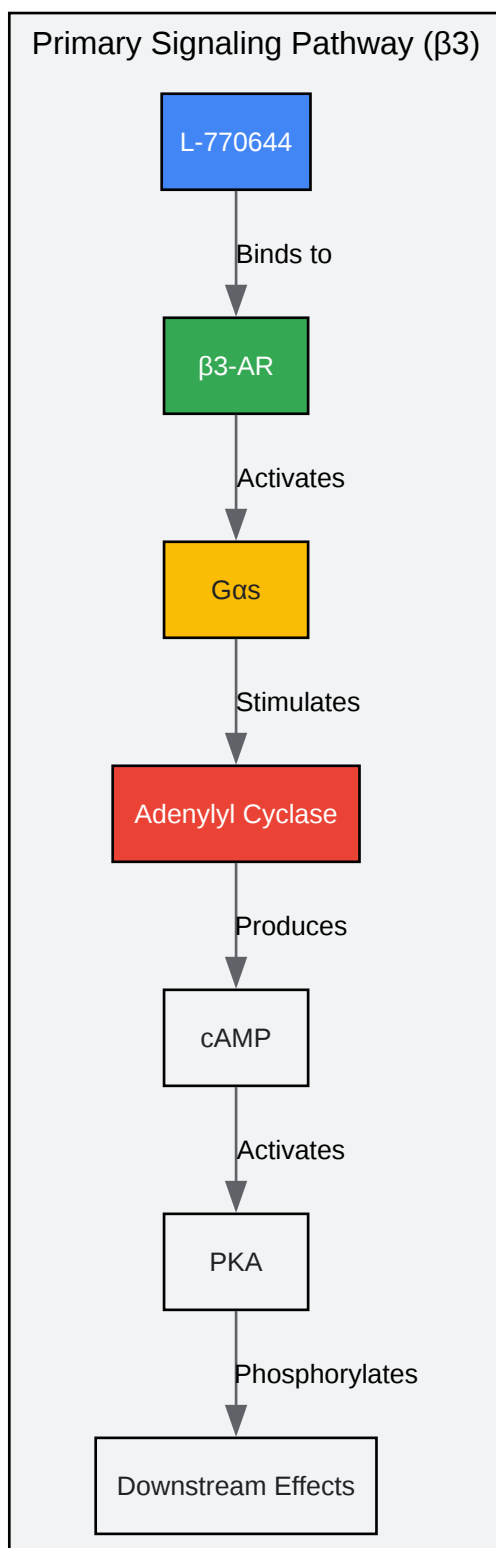 Primary Signaling Pathway (β3)
L-770644
Binds to
β3-AR
Activates
Gαs
Stimulates
Adenylyl Cyclase
Produces
cAMP
Activates
PKA
Phosphorylates
Downstream Effects